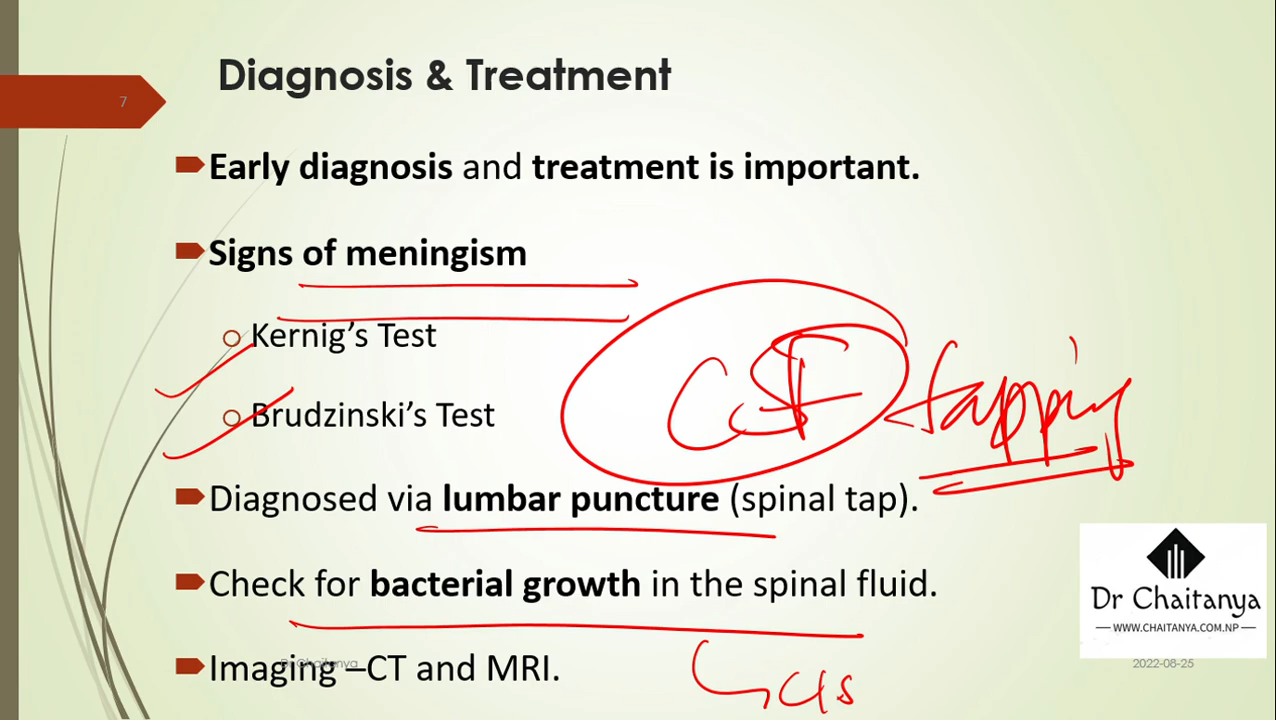 Diagnosis & Treatment
7
Early diagnosis and treatment is important.
Signs of meningism
Kernig's Test
Brudzinski's Test
CSF tapping
Diagnosed via lumbar puncture (spinal tap).
Check for bacterial growth in the spinal fluid.
Imaging –CT and MRI.
Dr Chaitanya
Dr Chaitanya
WWW.CHAITANYA.COM.NP
2022-08-25